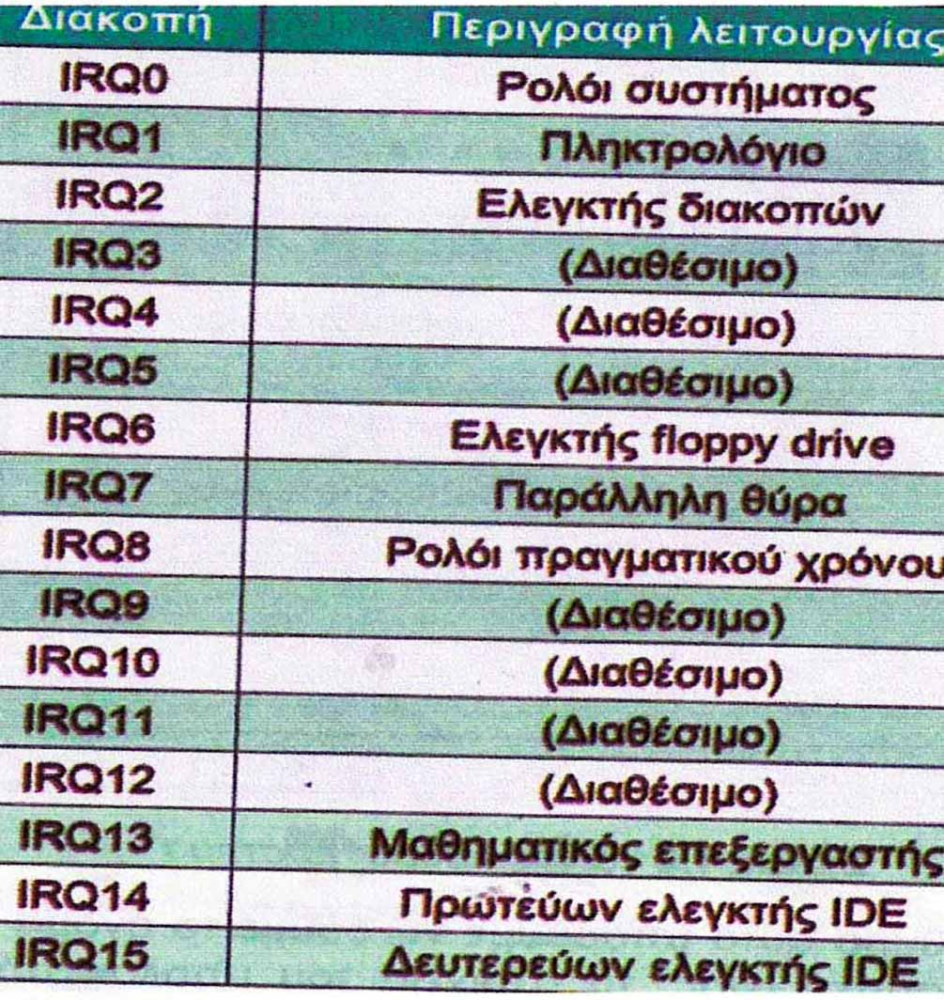 Διακοπή Περιγραφή λειτουργίας
IRQ0 Ρολόι συστήματος
IRQ1 Πληκτρολόγιο
IRQ2 Ελεγκτής διακοπών
IRQ3 (Διαθέσιμο)
IRQ4 (Διαθέσιμο)
IRQ5 (Διαθέσιμο)
IRQ6 Ελεγκτής floppy drive
IRQ7 Παράλληλη θύρα
IRQ8 Ρολόι πραγματικού χρόνου
IRQ9 (Διαθέσιμο)
IRQ10 (Διαθέσιμο)
IRQ11 (Διαθέσιμο)
IRQ12 (Διαθέσιμο)
IRQ13 Μαθηματικός επεξεργαστής
IRQ14 Πρωτεύων ελεγκτής IDE
IRQ15 Δευτερεύων ελεγκτής IDE